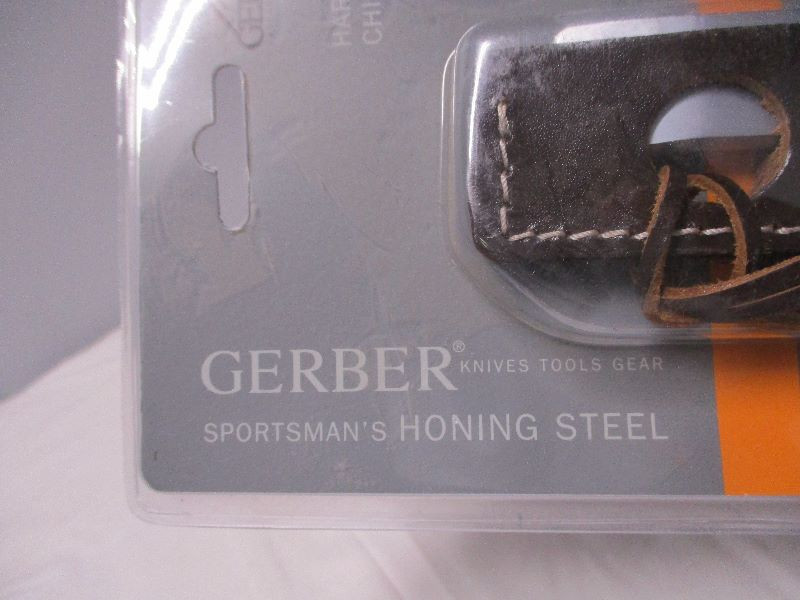 GERBER® KNIVES TOOLS GEAR
SPORTSMAN'S HONING STEEL